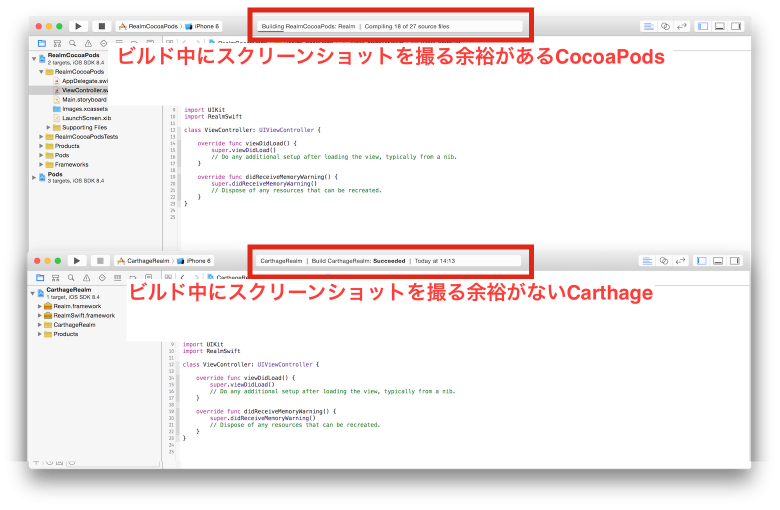 RealmCocoaPods 〉 iPhone 6
Building RealmCocoaPods: Realm | Compiling 18 of 27 source files
ビルド中にスクリーンショットを撮る余裕があるCocoaPods
RealmCocoaPods
2 targets, iOS SDK 8.4
RealmCocoaPods
AppDelegate.swi
ViewController.sw
Main.storyboard
Images.xcassets
LaunchScreen.xib
Supporting Files
RealmCocoaPodsTests
Products
Pods
Frameworks
Pods
3 targets, iOS SDK 8.4
9 import UIKit
10 import RealmSwift
11
12 class ViewController: UIViewController {
13
14 override func viewDidLoad() {
15 super.viewDidLoad()
16 // Do any additional setup after loading the view, typically from a nib.
17 }
18
19 override func didReceiveMemoryWarning() {
20 super.didReceiveMemoryWarning()
21 // Dispose of any resources that can be recreated.
22 }
23 }
24
25
CarthageRealm 〉 iPhone 6
CarthageRealm | Build CarthageRealm: Succeeded | Today at 14:13
ビルド中にスクリーンショットを撮る余裕がないCarthage
CarthageRealm
1 target, iOS SDK 8.4
Realm.framework
RealmSwift.framework
CarthageRealm
Products
9 import UIKit
10 import RealmSwift
11
12 class ViewController: UIViewController {
13
14 override func viewDidLoad() {
15 super.viewDidLoad()
16 // Do any additional setup after loading the view, typically from a nib.
17 }
18
19 override func didReceiveMemoryWarning() {
20 super.didReceiveMemoryWarning()
21 // Dispose of any resources that can be recreated.
22 }
23 }
24
25